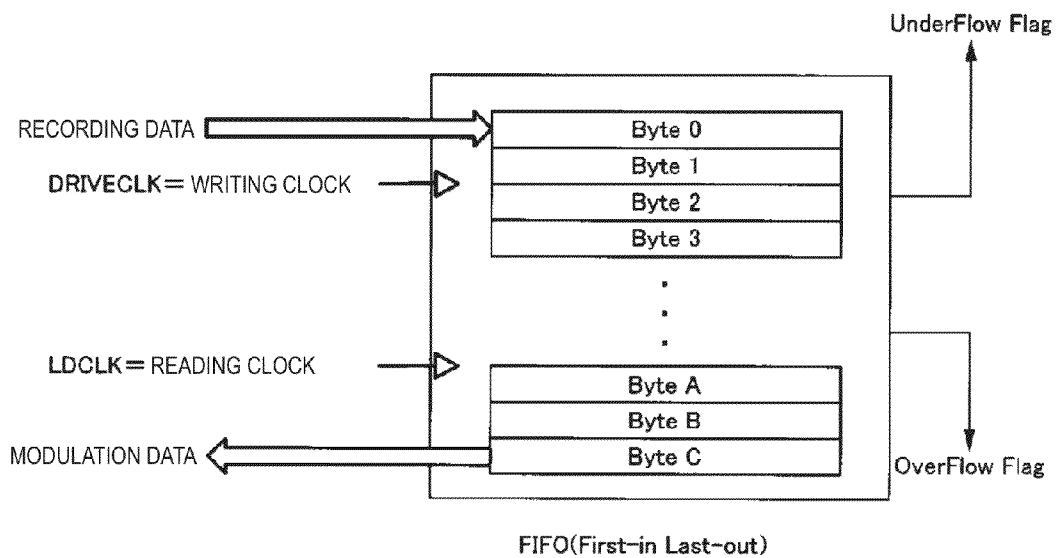 UnderFlow Flag
RECORDING DATA
Byte 0
Byte 1
DRIVECLK= WRITING CLOCK
Byte 2
Byte 3
LDCLK= READING CLOCK
Byte A
Byte B
MODULATION DATA
Byte C
OverFlow Flag
FIFO(First-in Last-out)